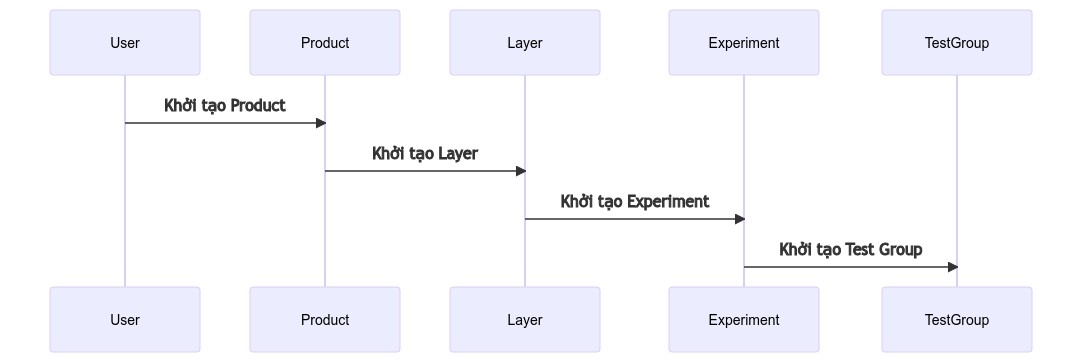 User
Product
Layer
Experiment
TestGroup
Khởi tạo Product
Khởi tạo Layer
Khởi tạo Experiment
Khởi tạo Test Group
User
Product
Layer
Experiment
TestGroup